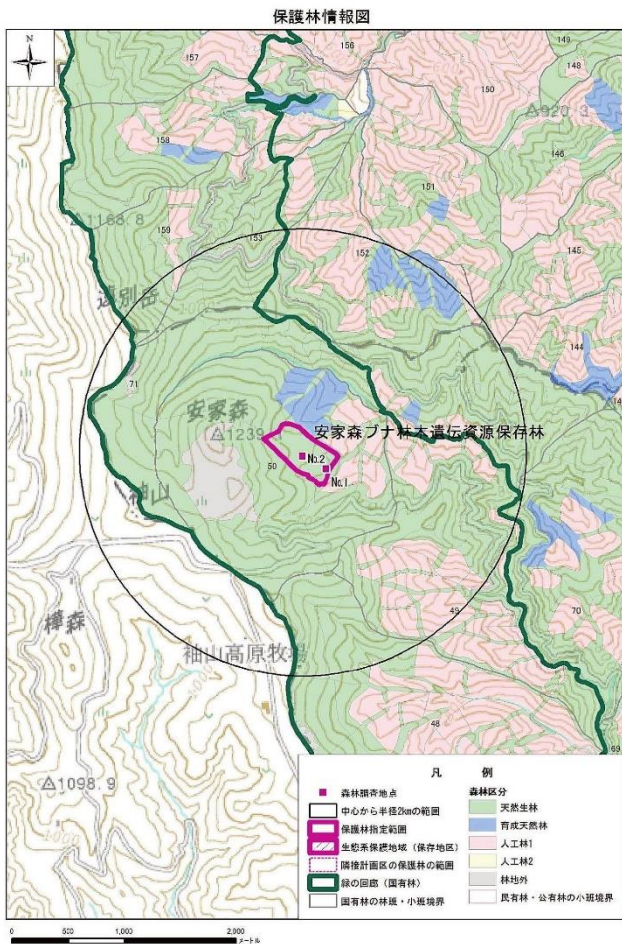 保護林情報図
N
157
156
149
148
150
△920.3
158
146
151
△1168.8
159
153
152
145
遠別岳
1000
144
71
安家森
安家森ブナ林木遺伝資源保存林
△1239.
No.2
50
No.1
袖山
49
70
樺森
袖山高原牧場
48
69
△1098.9
1000
凡 例
森林調査地点
中心から半径2kmの範囲
保護林指定範囲
生態系保護地域(保存地区)
隣接計画区の保護林の範囲
緑の回廊(国有林)
国有林の林班・小班境界
森林区分
天然生林
育成天然林
人工林1
人工林2
林地外
民有林・公有林の小班境界
0 500 1,000 2,000
メートル